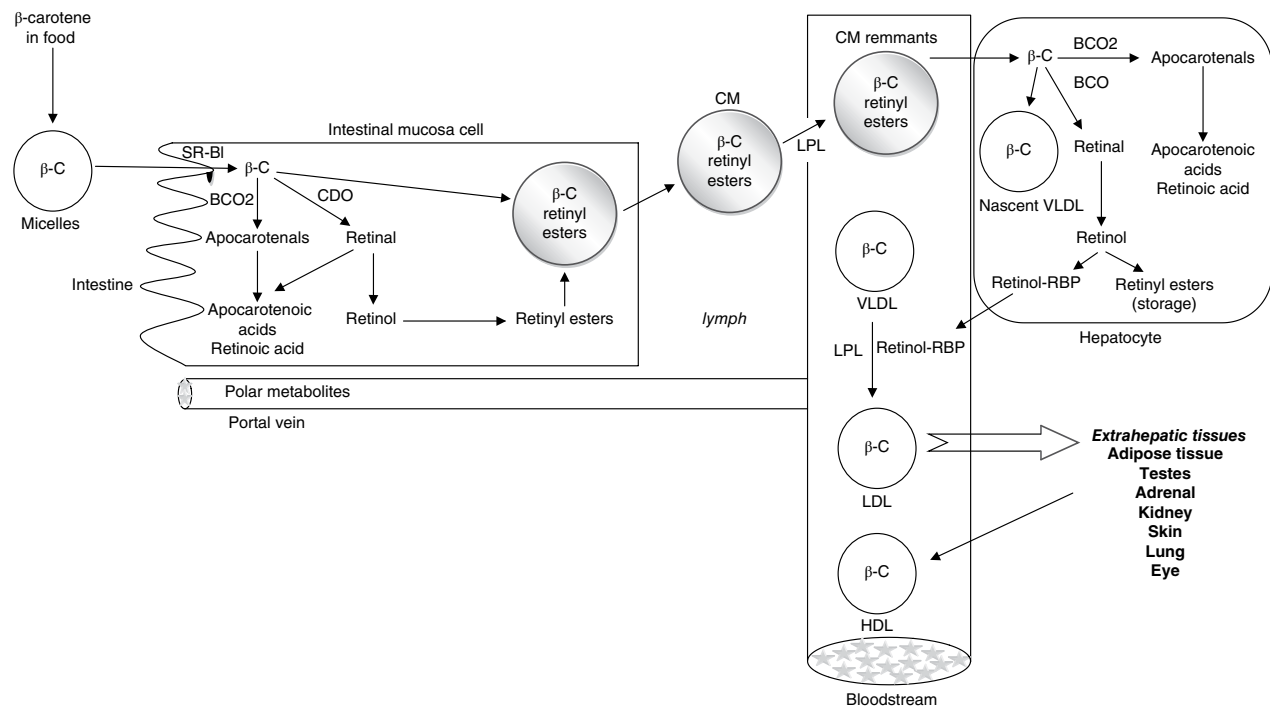 β-carotene
in food
β-C
Micelles
Intestine
Intestinal mucosa cell
SR-BI
β-C
BCO2
CDO
Apocarotenals
Retinal
Apocarotenoic
acids
Retinoic acid
Retinol
Retinyl esters
β-C
retinyl
esters
Polar metabolites
Portal vein
lymph
CM
β-C
retinyl
esters
LPL
CM remnants
β-C
retinyl
esters
β-C
VLDL
LPL
Retinol-RBP
β-C
LDL
β-C
HDL
Bloodstream
β-C
BCO2
Apocarotenals
BCO
β-C
Nascent VLDL
Retinal
Apocarotenoic
acids
Retinoic acid
Retinol
Retinol-RBP
Retinyl esters
(storage)
Hepatocyte
Extrahepatic tissues
Adipose tissue
Testes
Adrenal
Kidney
Skin
Lung
Eye